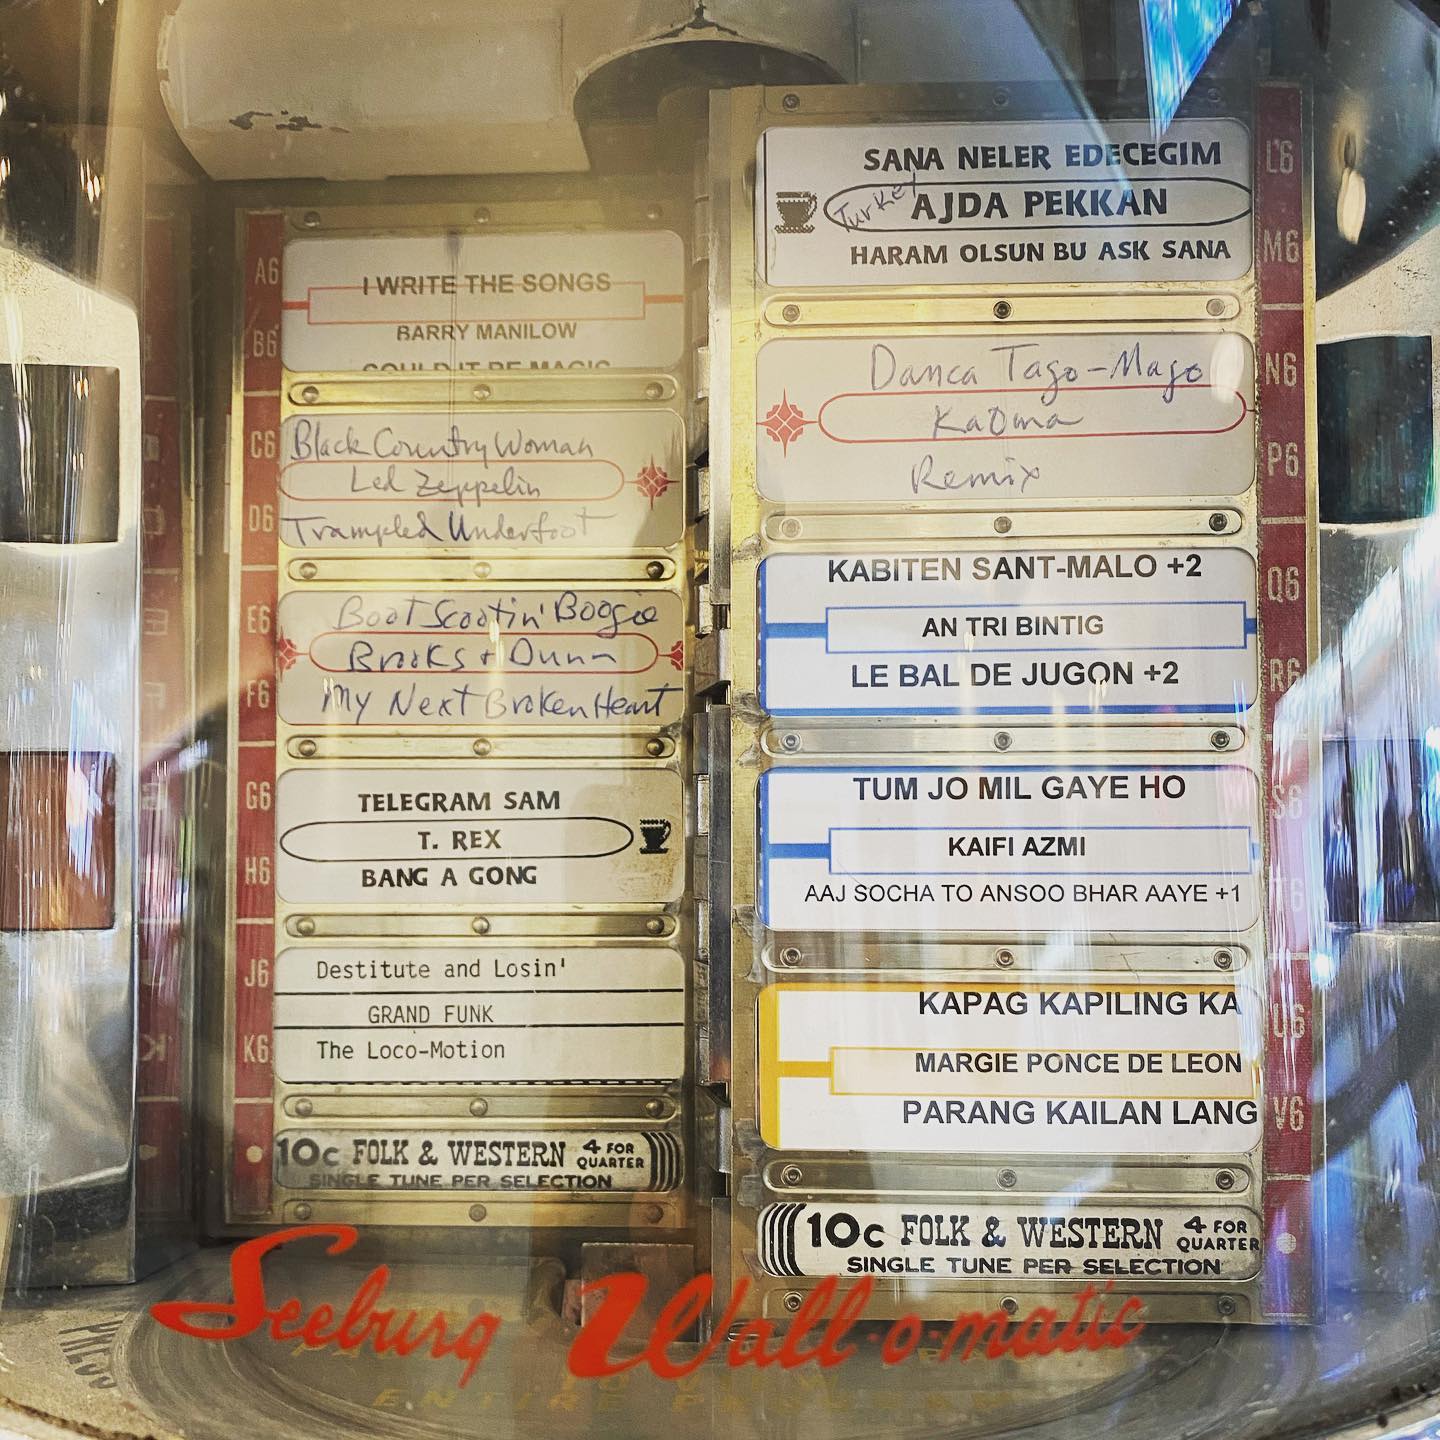 A6
I WRITE THE SONGS
BARRY MANILOW
B6
COULD IT BE MAGIC
C6
Black Country Woman
Led Zeppelin
D6
Trampled Underfoot
E6
Boot Scootin' Boogie
Brooks + Dunn
F6
My Next Broken Heart
G6
TELEGRAM SAM
T. REX
H6
BANG A GONG
J6
Destitute and Losin'
GRAND FUNK
K6
The Loco-Motion
10c FOLK & WESTERN 4 FOR QUARTER
SINGLE TUNE PER SELECTION
SANA NELER EDECEGIM
L6
Turkey AJDA PEKKAN
HARAM OLSUN BU ASK SANA
M6
Danca Tago-Mago
N6
Kaoma
Remix
P6
KABITEN SANT-MALO +2
Q6
AN TRI BINTIG
LE BAL DE JUGON +2
R6
TUM JO MIL GAYE HO
S6
KAIFI AZMI
AAJ SOCHA TO ANSOO BHAR AAYE +1
T6
KAPAG KAPILING KA
U6
MARGIE PONCE DE LEON
PARANG KAILAN LANG
V6
10c FOLK & WESTERN 4 FOR QUARTER
SINGLE TUNE PER SELECTION
Seeburg Wall-o-matic
ENTIRE PROGRAM